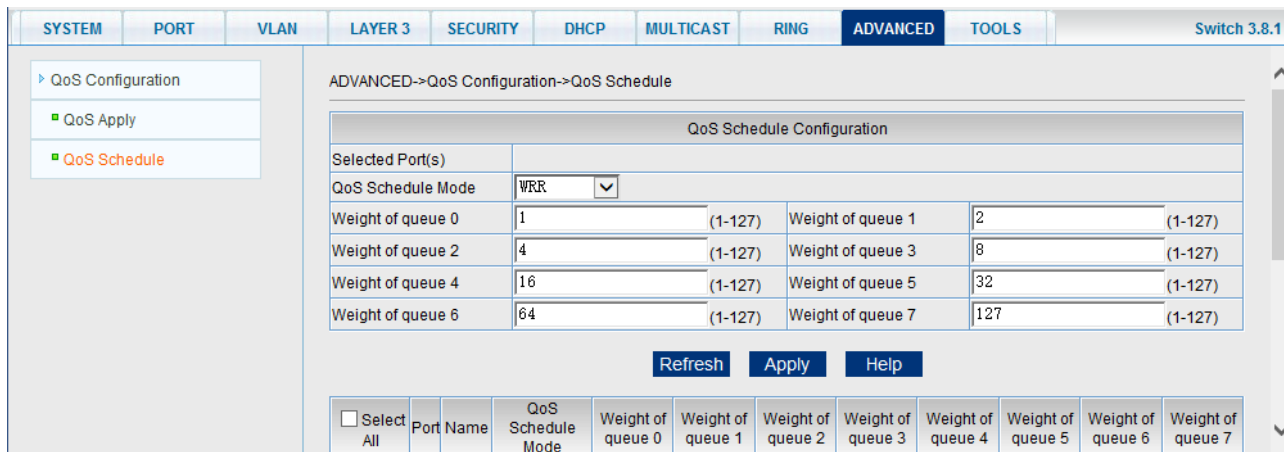 SYSTEM PORT VLAN LAYER 3 SECURITY DHCP MULTICAST RING ADVANCED TOOLS Switch 3.8.1
QoS Configuration
QoS Apply
QoS Schedule
ADVANCED->QoS Configuration->QoS Schedule
QoS Schedule Configuration
Selected Port(s)
QoS Schedule Mode WRR
Weight of queue 0 1 (1-127) Weight of queue 1 2 (1-127)
Weight of queue 2 4 (1-127) Weight of queue 3 8 (1-127)
Weight of queue 4 16 (1-127) Weight of queue 5 32 (1-127)
Weight of queue 6 64 (1-127) Weight of queue 7 127 (1-127)
Refresh Apply Help
Select All Port Name QoS Schedule Mode Weight of queue 0 Weight of queue 1 Weight of queue 2 Weight of queue 3 Weight of queue 4 Weight of queue 5 Weight of queue 6 Weight of queue 7